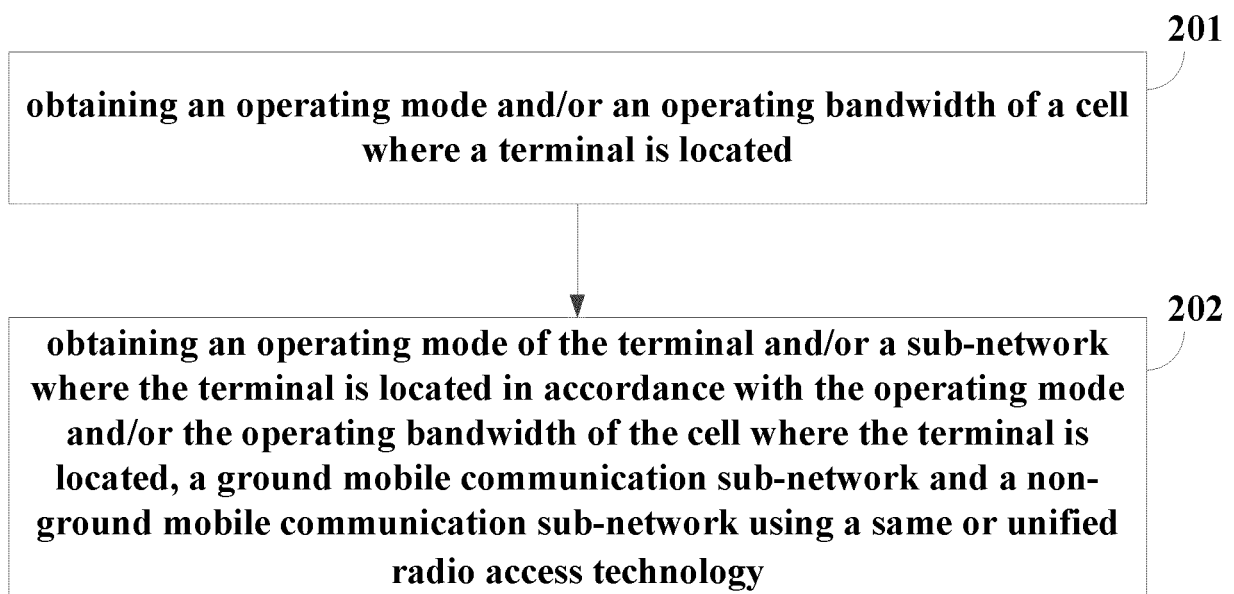 201
obtaining an operating mode and/or an operating bandwidth of a cell
where a terminal is located
202
obtaining an operating mode of the terminal and/or a sub-network
where the terminal is located in accordance with the operating mode
and/or the operating bandwidth of the cell where the terminal is
located, a ground mobile communication sub-network and a non-
ground mobile communication sub-network using a same or unified
radio access technology